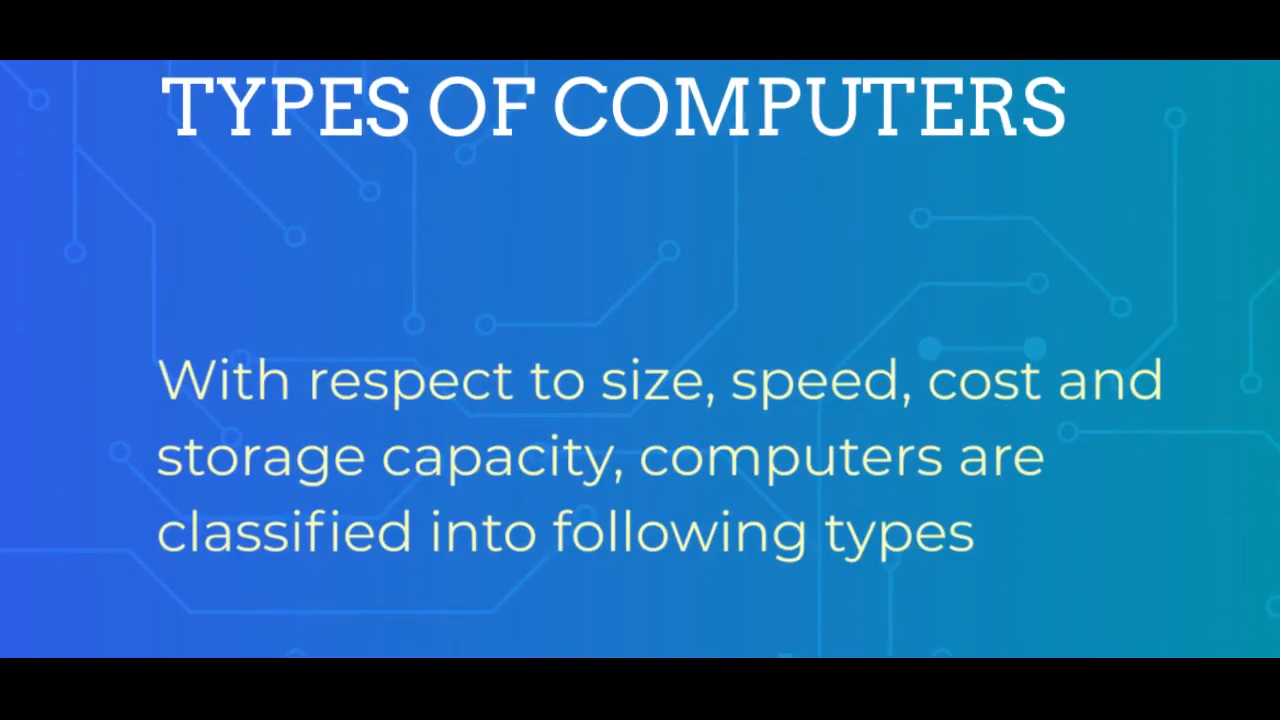 TYPES OF COMPUTERS
With respect to size, speed, cost and
storage capacity, computers are
classified into following types